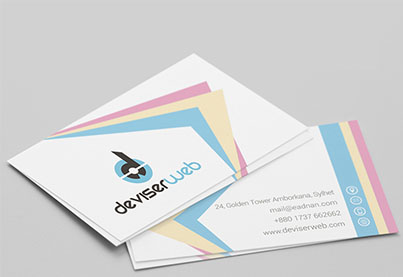 deviserweb
24, Golden Tower Amborkana, Sylhet
mail@eadnan.com
+880 1737 662662
www.deviserweb.com